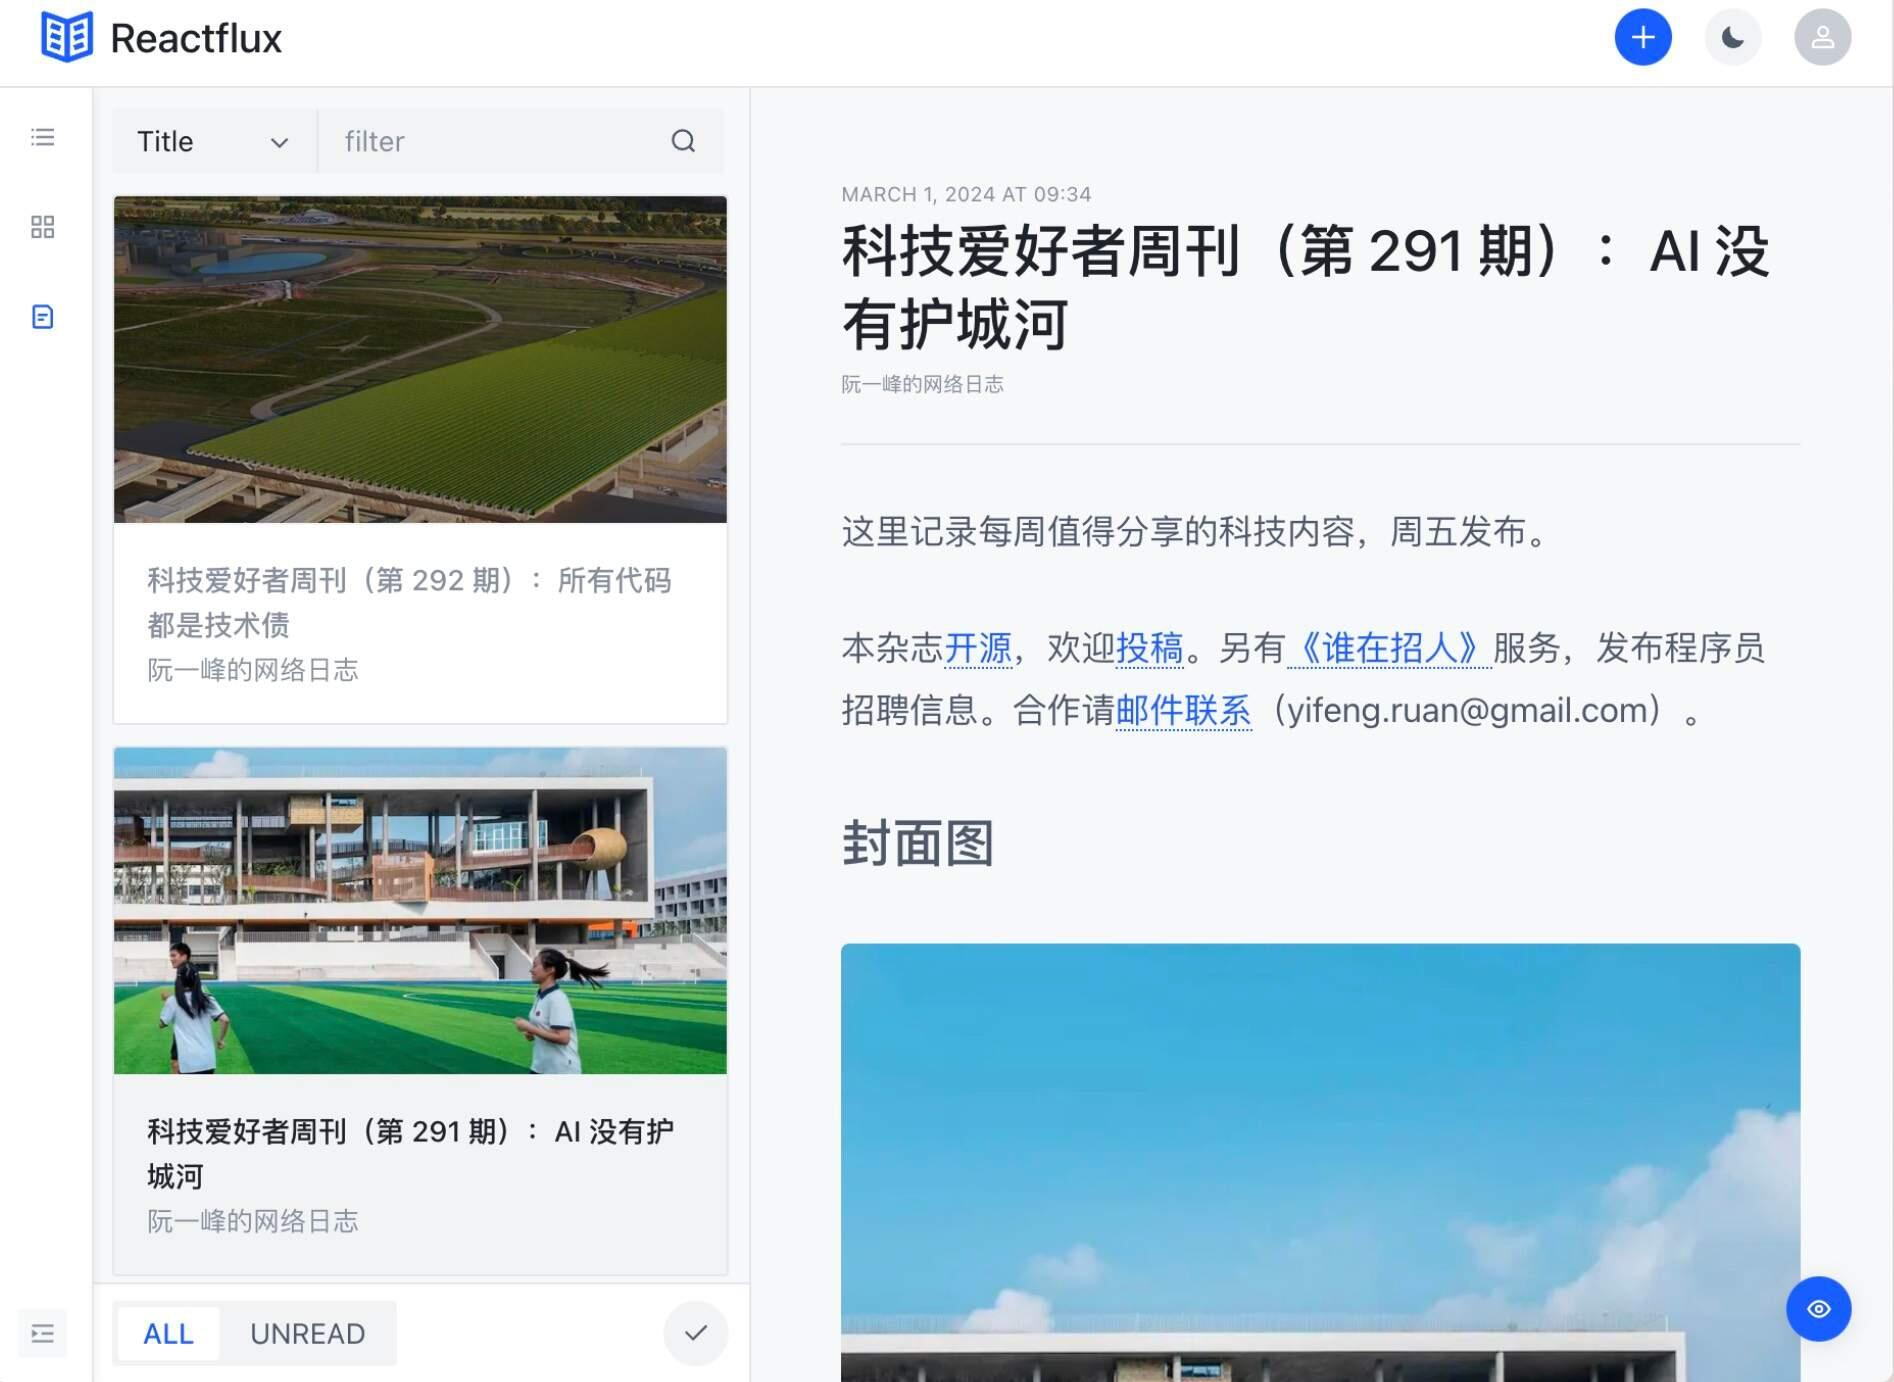 Reactflux
Title
filter
科技爱好者周刊（第 292 期）：所有代码
都是技术债
阮一峰的网络日志
科技爱好者周刊（第 291 期）：AI 没有护
城河
阮一峰的网络日志
ALL
UNREAD
MARCH 1, 2024 AT 09:34
科技爱好者周刊（第 291 期）：AI 没
有护城河
阮一峰的网络日志
这里记录每周值得分享的科技内容，周五发布。
本杂志开源，欢迎投稿。另有《谁在招人》服务，发布程序员
招聘信息。合作请邮件联系（yifeng.ruan@gmail.com）。
封面图